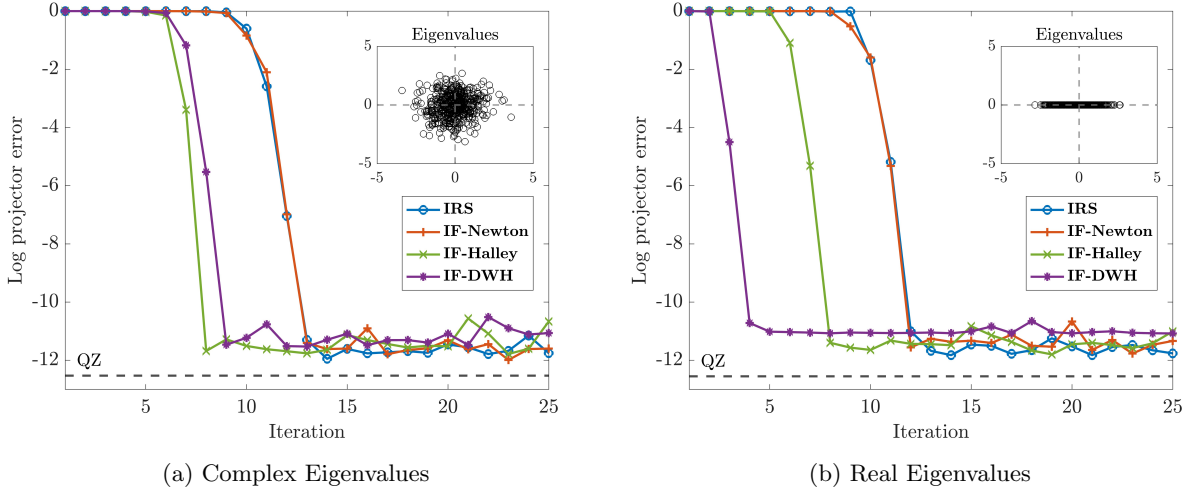 Log projector error
0
-2
-4
-6
-8
-10
-12
Eigenvalues
5
0
-5
-5
0
5
IRS
IF-Newton
IF-Halley
IF-DWH
QZ
5
10
15
20
25
Iteration
(a) Complex Eigenvalues
Log projector error
0
-2
-4
-6
-8
-10
-12
Eigenvalues
5
0
-5
-5
0
5
IRS
IF-Newton
IF-Halley
IF-DWH
QZ
5
10
15
20
25
Iteration
(b) Real Eigenvalues